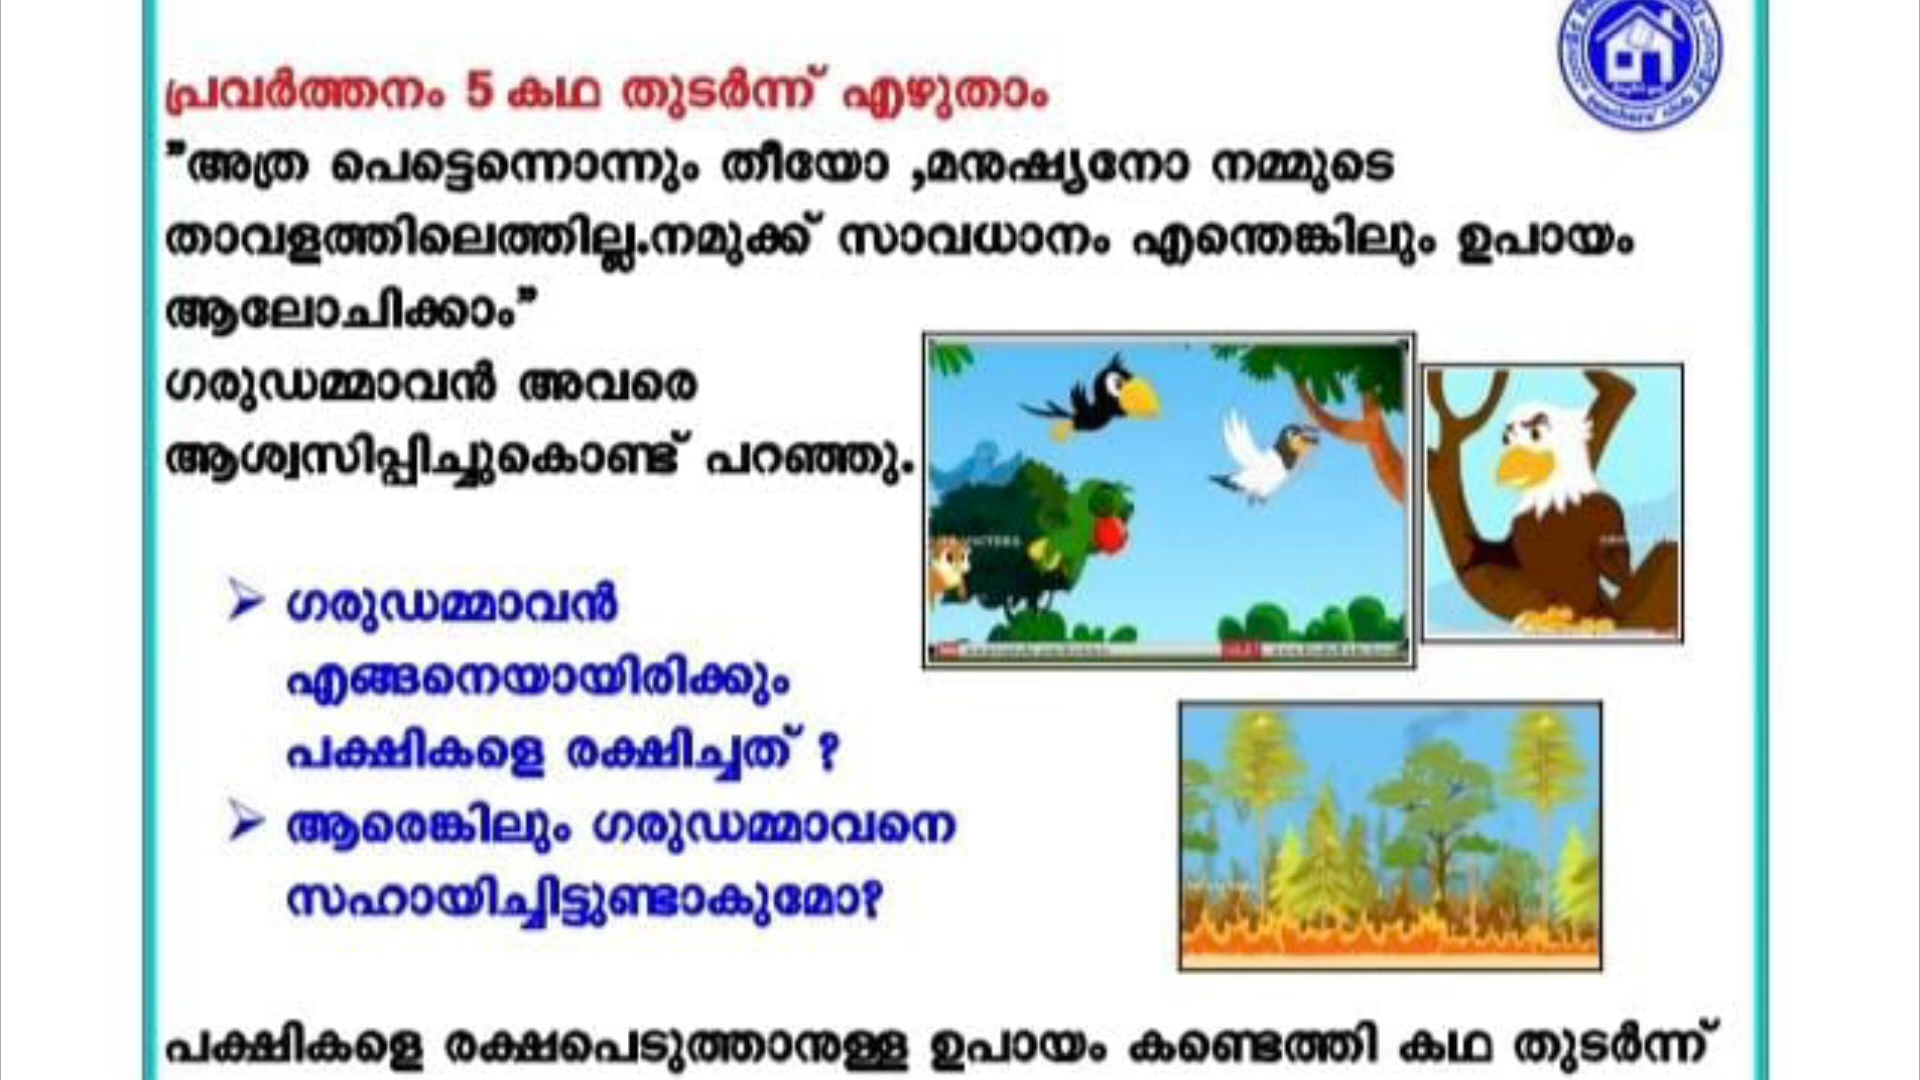 പ്രവർത്തനം 5 കഥ തുടർന്ന് എഴുതാം
"അത്ര പെട്ടെന്നൊന്നും തീയോ ,മനുഷ്യനോ നമ്മുടെ
താവളത്തിലെത്തില്ല.നമുക്ക് സാവധാനം എന്തെങ്കിലും ഉപായം
ആലോചിക്കാം"
ഗരുഡമ്മാവൻ അവരെ
ആശ്വസിപ്പിച്ചുകൊണ്ട് പറഞ്ഞു.
➢ ഗരുഡമ്മാവൻ
എങ്ങനെയായിരിക്കും
പക്ഷികളെ രക്ഷിച്ചത് ?
➢ ആരെങ്കിലും ഗരുഡമ്മാവനെ
സഹായിച്ചിട്ടുണ്ടാകുമോ?
പക്ഷികളെ രക്ഷപെടുത്താനുള്ള ഉപായം കണ്ടെത്തി കഥ തുടർന്ന്